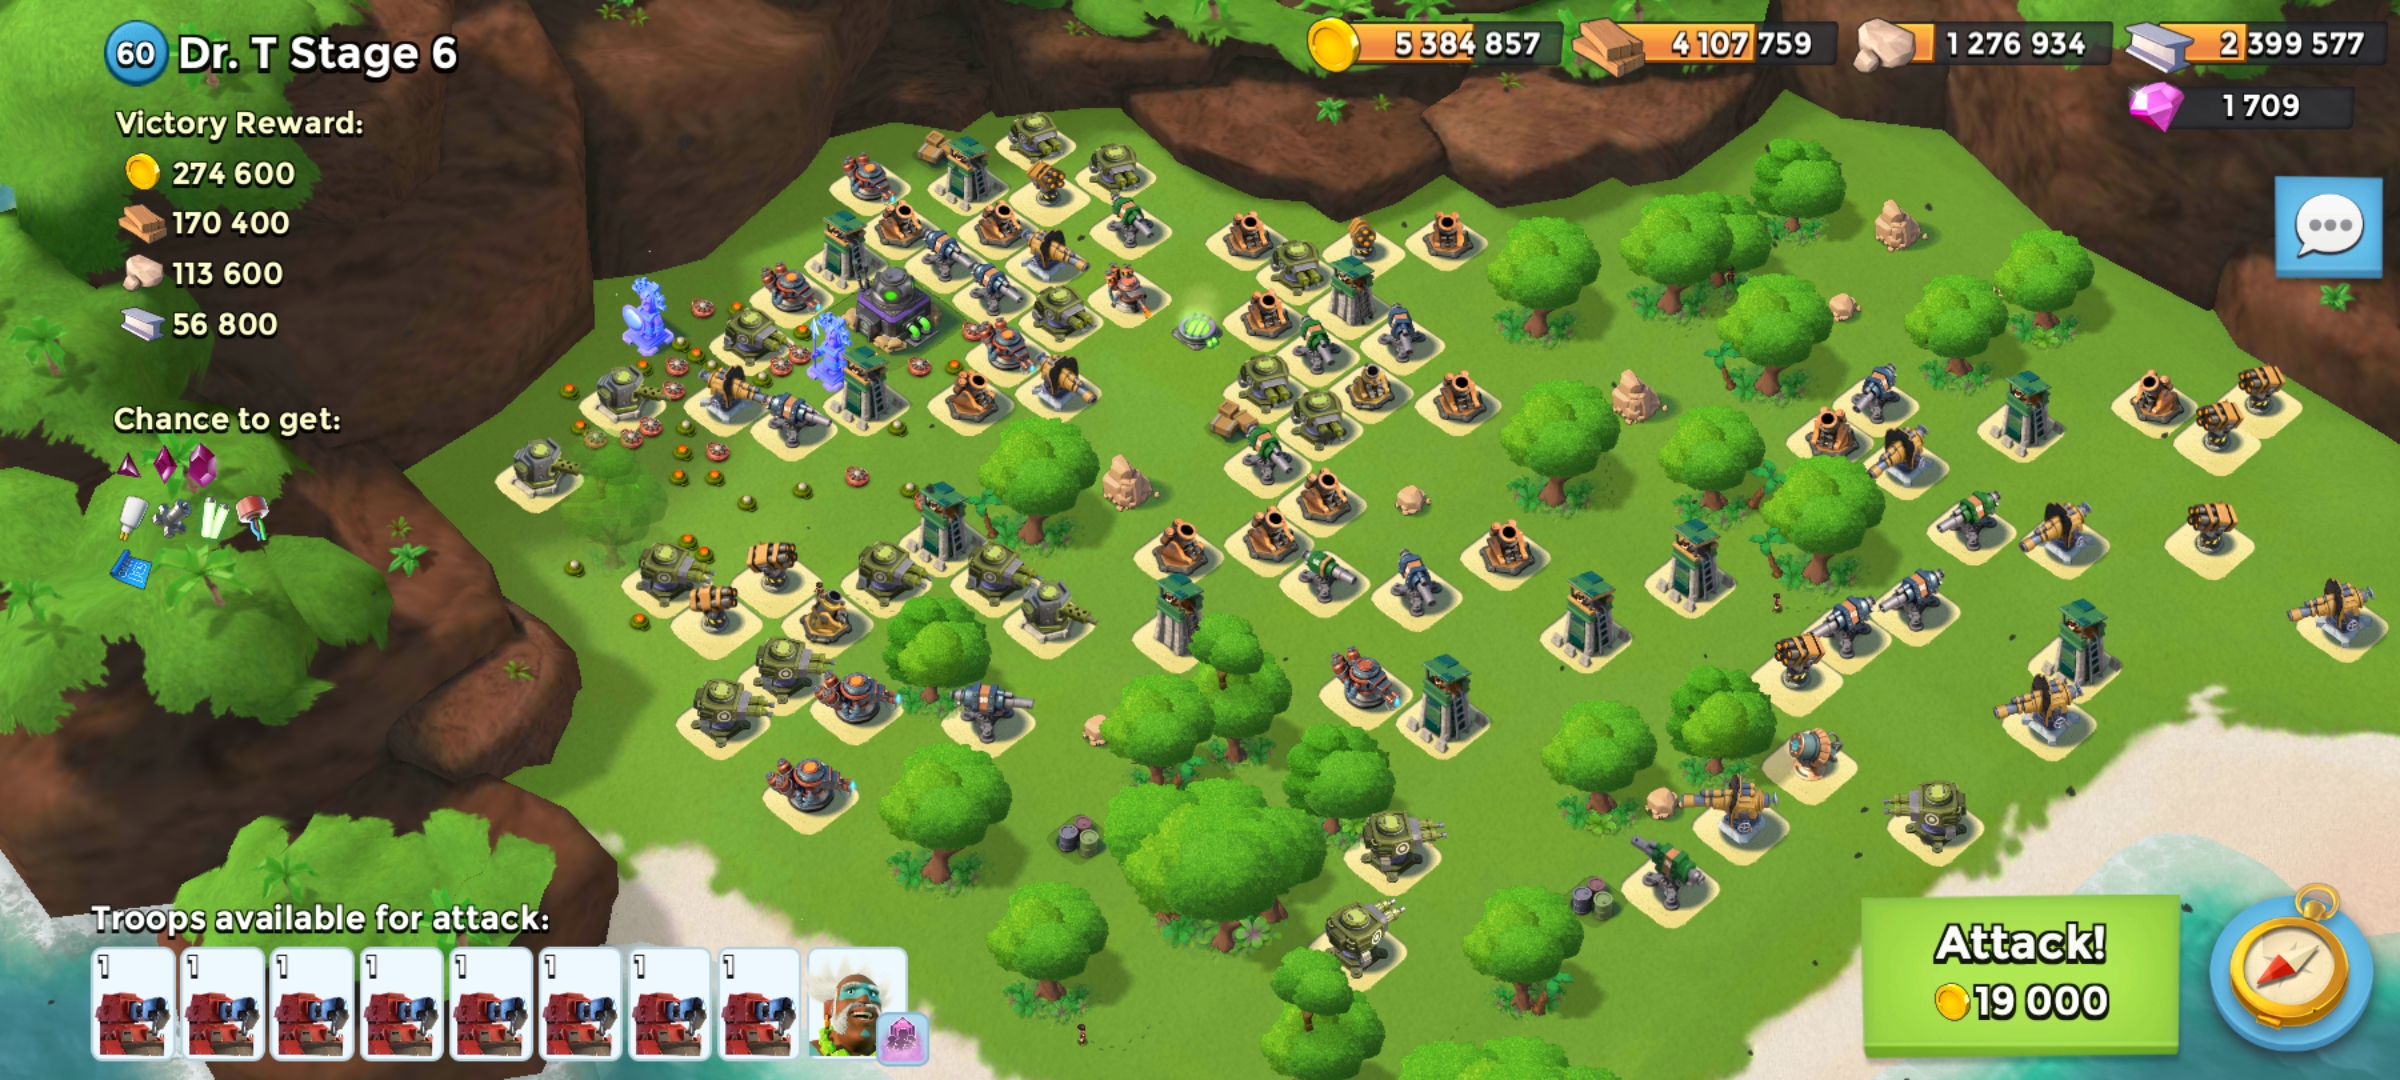 60 Dr. T Stage 6
5 384 857
4 107 759
1 276 934
2 399 577
1 709
Victory Reward:
274 600
170 400
113 600
56 800
Chance to get:
Troops available for attack:
1 1 1 1 1 1 1 1
Attack!
19 000